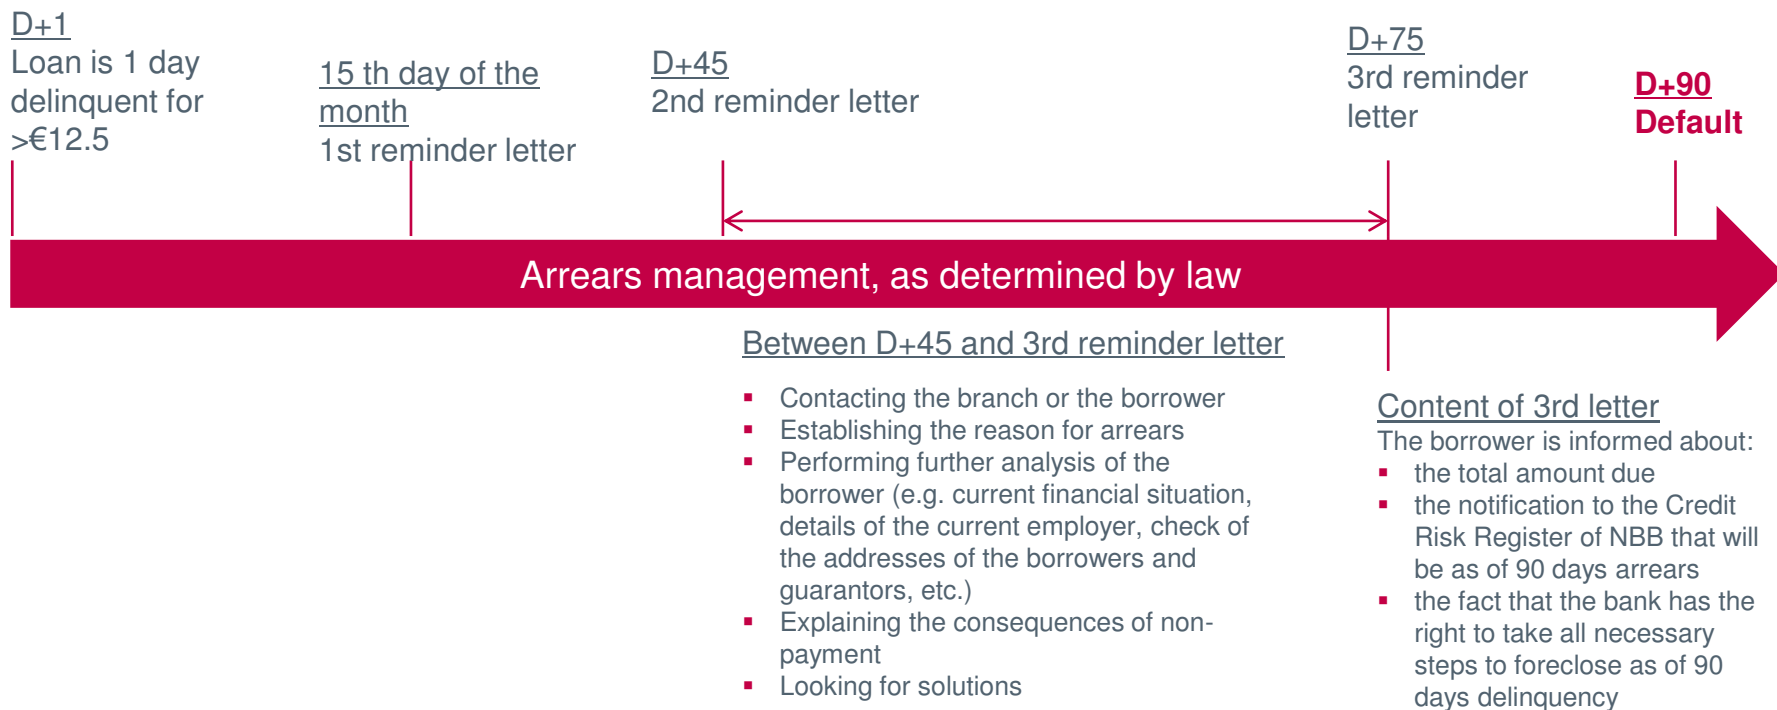 D+1
Loan is 1 day
delinquent for
>€12.5
15 th day of the
month
1st reminder letter
D+45
2nd reminder letter
D+75
3rd reminder
letter
D+90
Default
Arrears management, as determined by law
Between D+45 and 3rd reminder letter
▪ Contacting the branch or the borrower
▪ Establishing the reason for arrears
▪ Performing further analysis of the
borrower (e.g. current financial situation,
details of the current employer, check of
the addresses of the borrowers and
guarantors, etc.)
▪ Explaining the consequences of non-
payment
▪ Looking for solutions
Content of 3rd letter
The borrower is informed about:
▪ the total amount due
▪ the notification to the Credit
Risk Register of NBB that will
be as of 90 days arrears
▪ the fact that the bank has the
right to take all necessary
steps to foreclose as of 90
days delinquency